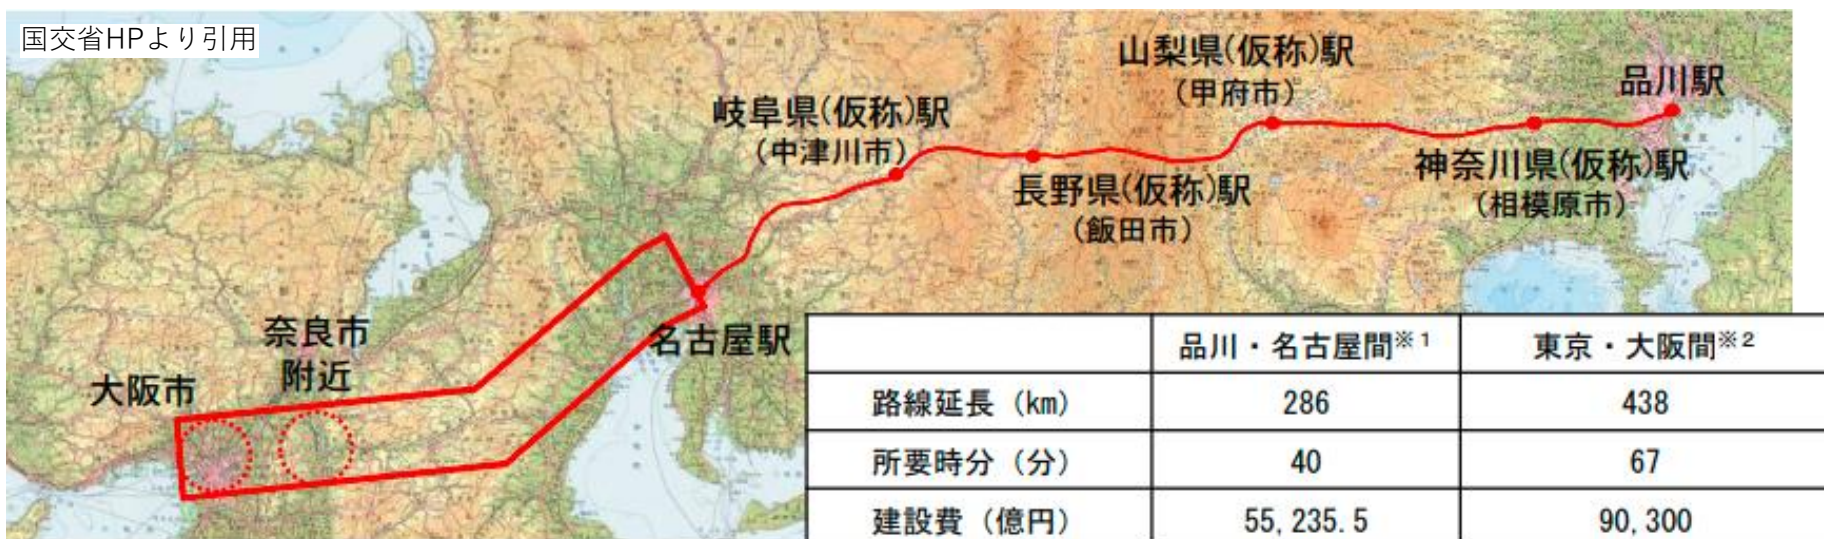 国交省HPより引用
山梨県(仮称)駅
(甲府市)
品川駅
岐阜県(仮称)駅
(中津川市)
神奈川県(仮称)駅
(相模原市)
長野県(仮称)駅
(飯田市)
名古屋駅
奈良市
附近
大阪市
品川・名古屋間※1 東京・大阪間※2
路線延長 (km) 286 438
所要時分 (分) 40 67
建設費 (億円) 55,235.5 90,300